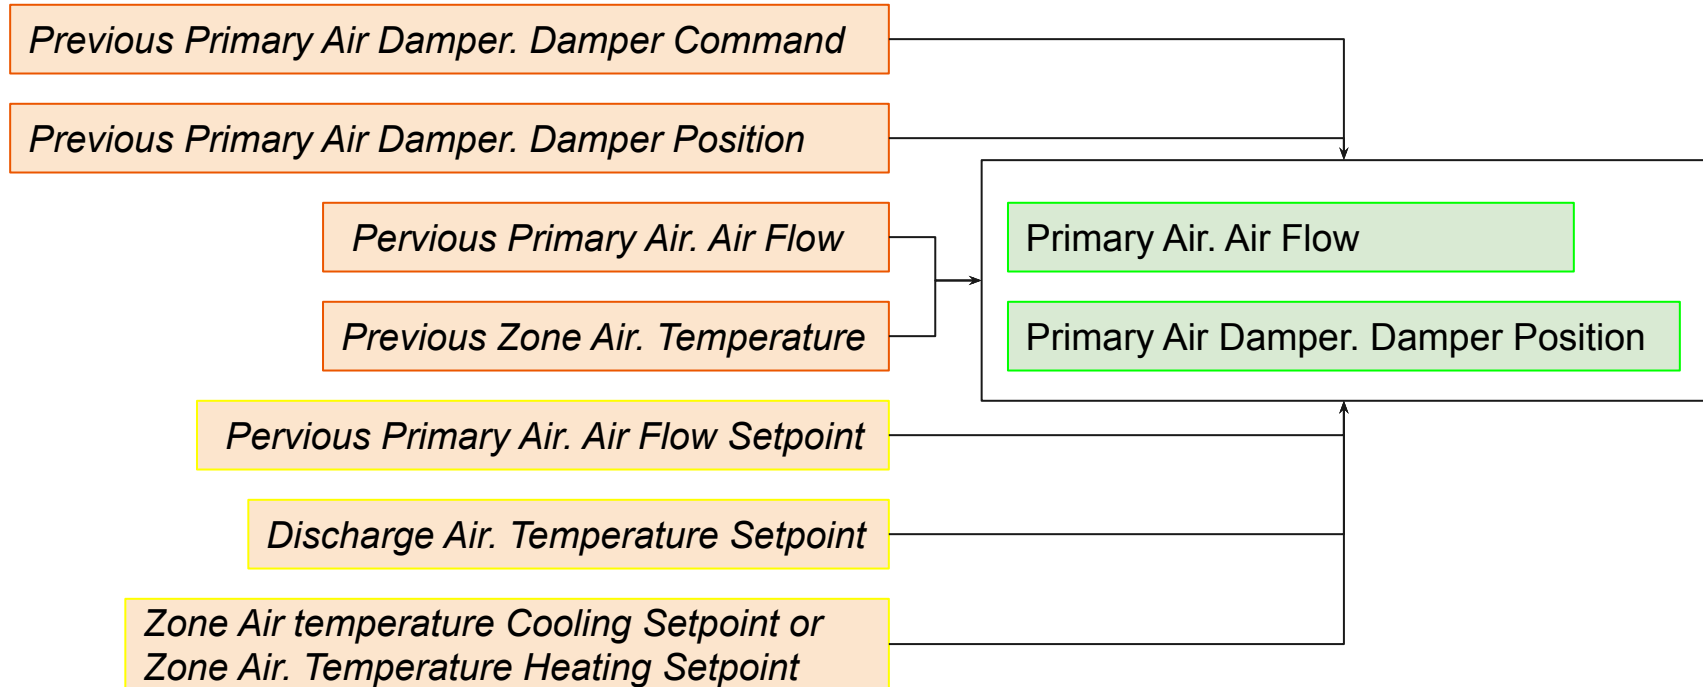 Previous Primary Air Damper. Damper Command
Previous Primary Air Damper. Damper Position
Pervious Primary Air. Air Flow
Previous Zone Air. Temperature
Pervious Primary Air. Air Flow Setpoint
Discharge Air. Temperature Setpoint
Zone Air temperature Cooling Setpoint or
Zone Air. Temperature Heating Setpoint
Primary Air. Air Flow
Primary Air Damper. Damper Position